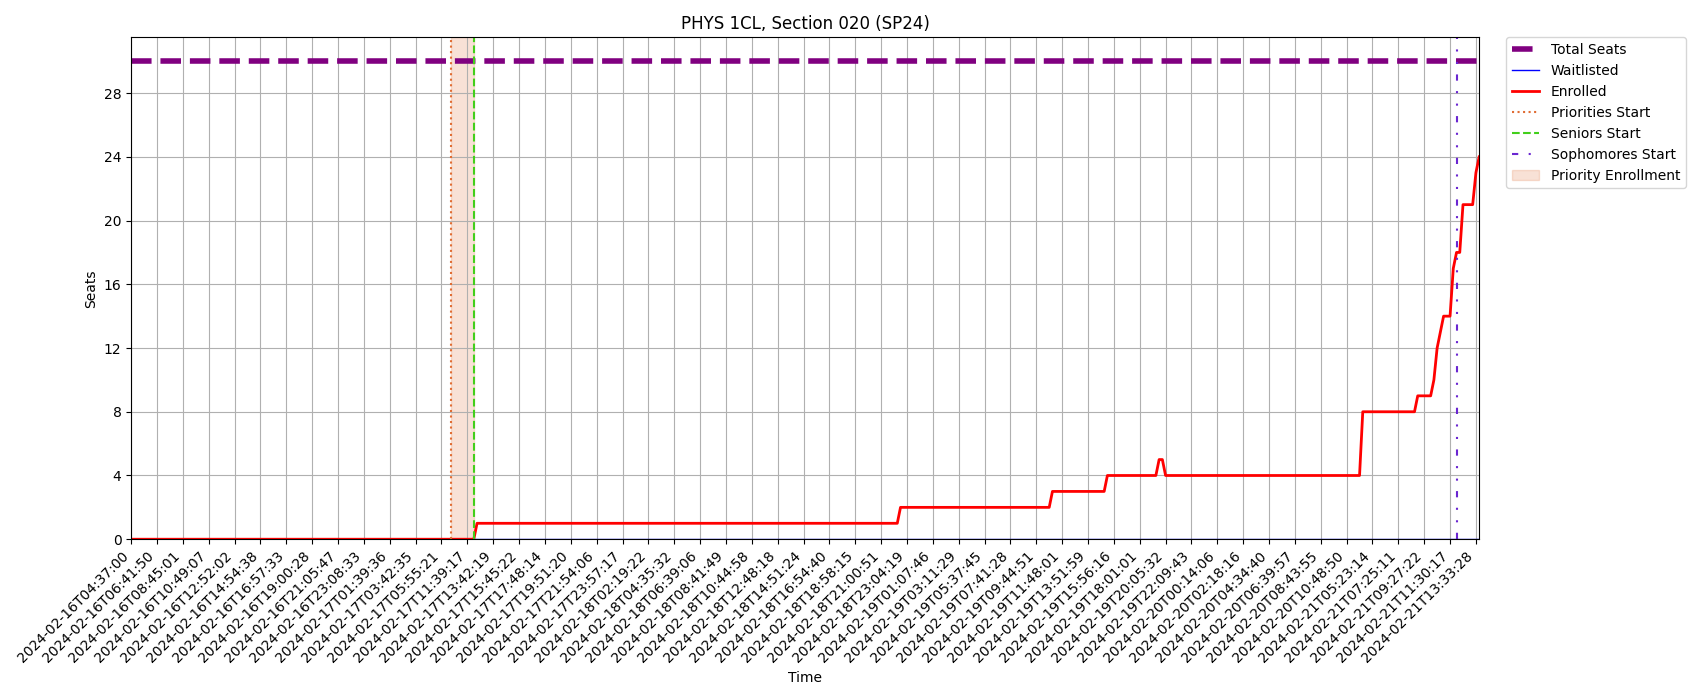 PHYS 1CL, Section 020 (SP24)
Total Seats
Waitlisted
Enrolled
Priorities Start
Seniors Start
Sophomores Start
Priority Enrollment
Seats
28
24
20
16
12
8
4
0
2024-02-16T04:37:00
2024-02-16T06:41:50
2024-02-16T08:45:01
2024-02-16T10:49:07
2024-02-16T12:52:02
2024-02-16T14:54:38
2024-02-16T16:57:33
2024-02-16T19:00:28
2024-02-16T21:05:47
2024-02-16T23:08:33
2024-02-17T01:39:36
2024-02-17T03:42:35
2024-02-17T05:55:21
2024-02-17T11:39:17
2024-02-17T13:42:19
2024-02-17T15:45:22
2024-02-17T17:48:14
2024-02-17T19:51:20
2024-02-17T21:54:06
2024-02-17T23:57:17
2024-02-18T02:19:22
2024-02-18T04:35:32
2024-02-18T06:39:06
2024-02-18T08:41:49
2024-02-18T10:44:58
2024-02-18T12:48:18
2024-02-18T14:51:24
2024-02-18T16:54:40
2024-02-18T18:58:15
2024-02-18T21:00:51
2024-02-18T23:04:19
2024-02-19T01:07:46
2024-02-19T03:11:29
2024-02-19T05:37:45
2024-02-19T07:41:28
2024-02-19T09:44:51
2024-02-19T11:48:01
2024-02-19T13:51:59
2024-02-19T15:56:16
2024-02-19T18:01:01
2024-02-19T20:05:32
2024-02-19T22:09:43
2024-02-20T00:14:06
2024-02-20T02:18:16
2024-02-20T04:34:40
2024-02-20T06:39:57
2024-02-20T08:43:55
2024-02-20T10:48:50
2024-02-21T05:23:14
2024-02-21T07:25:11
2024-02-21T09:27:22
2024-02-21T11:30:17
2024-02-21T13:33:28
Time